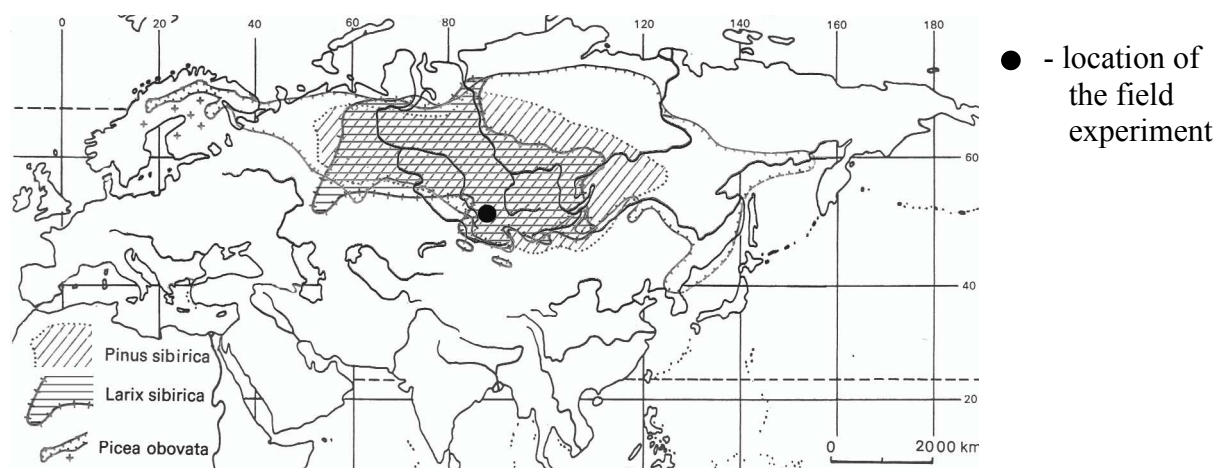 0 20 40 60 80 100 120 140 160 180
- location of
the field
experiment
60
40
Pinus sibirica
Larix sibirica
20
Picea obovata
0 2000 km